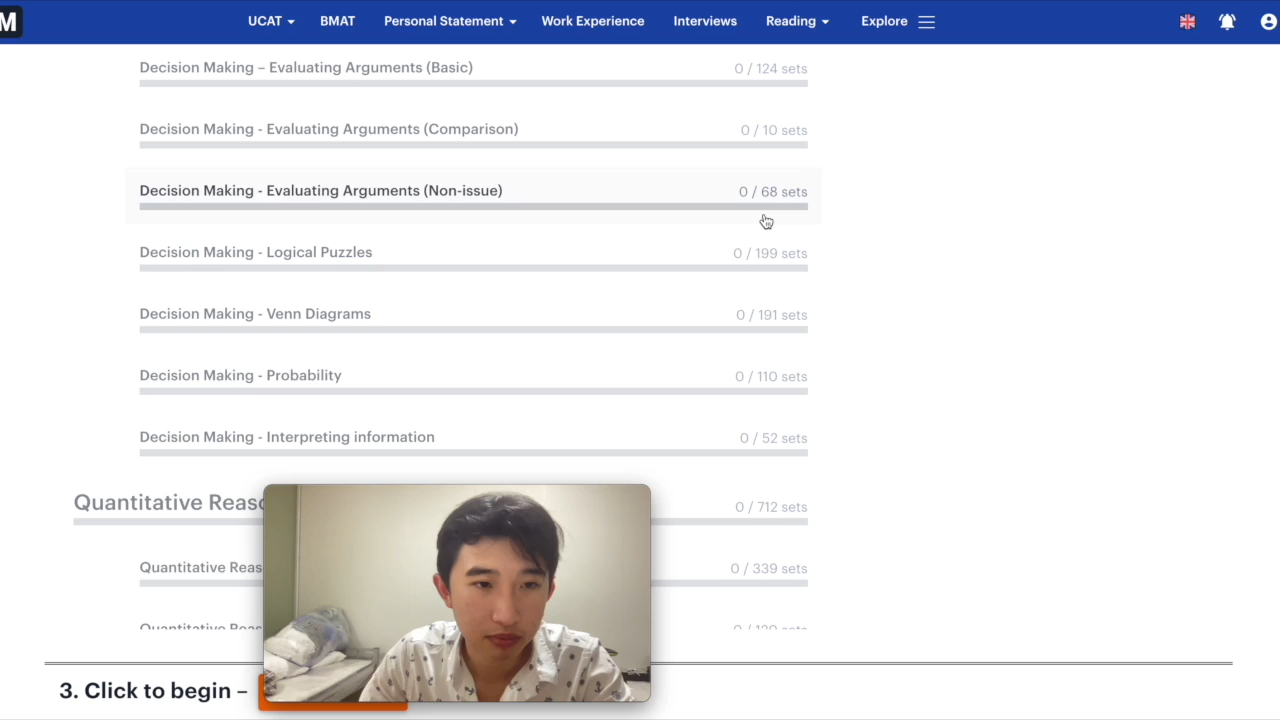 M UCAT BMAT Personal Statement Work Experience Interviews Reading Explore
Decision Making – Evaluating Arguments (Basic) 0 / 124 sets
Decision Making - Evaluating Arguments (Comparison) 0 / 10 sets
Decision Making - Evaluating Arguments (Non-issue) 0 / 68 sets
Decision Making - Logical Puzzles 0 / 199 sets
Decision Making - Venn Diagrams 0 / 191 sets
Decision Making - Probability 0 / 110 sets
Decision Making - Interpreting information 0 / 52 sets
Quantitative Reaso 0 / 712 sets
Quantitative Reas 0 / 339 sets
3. Click to begin –